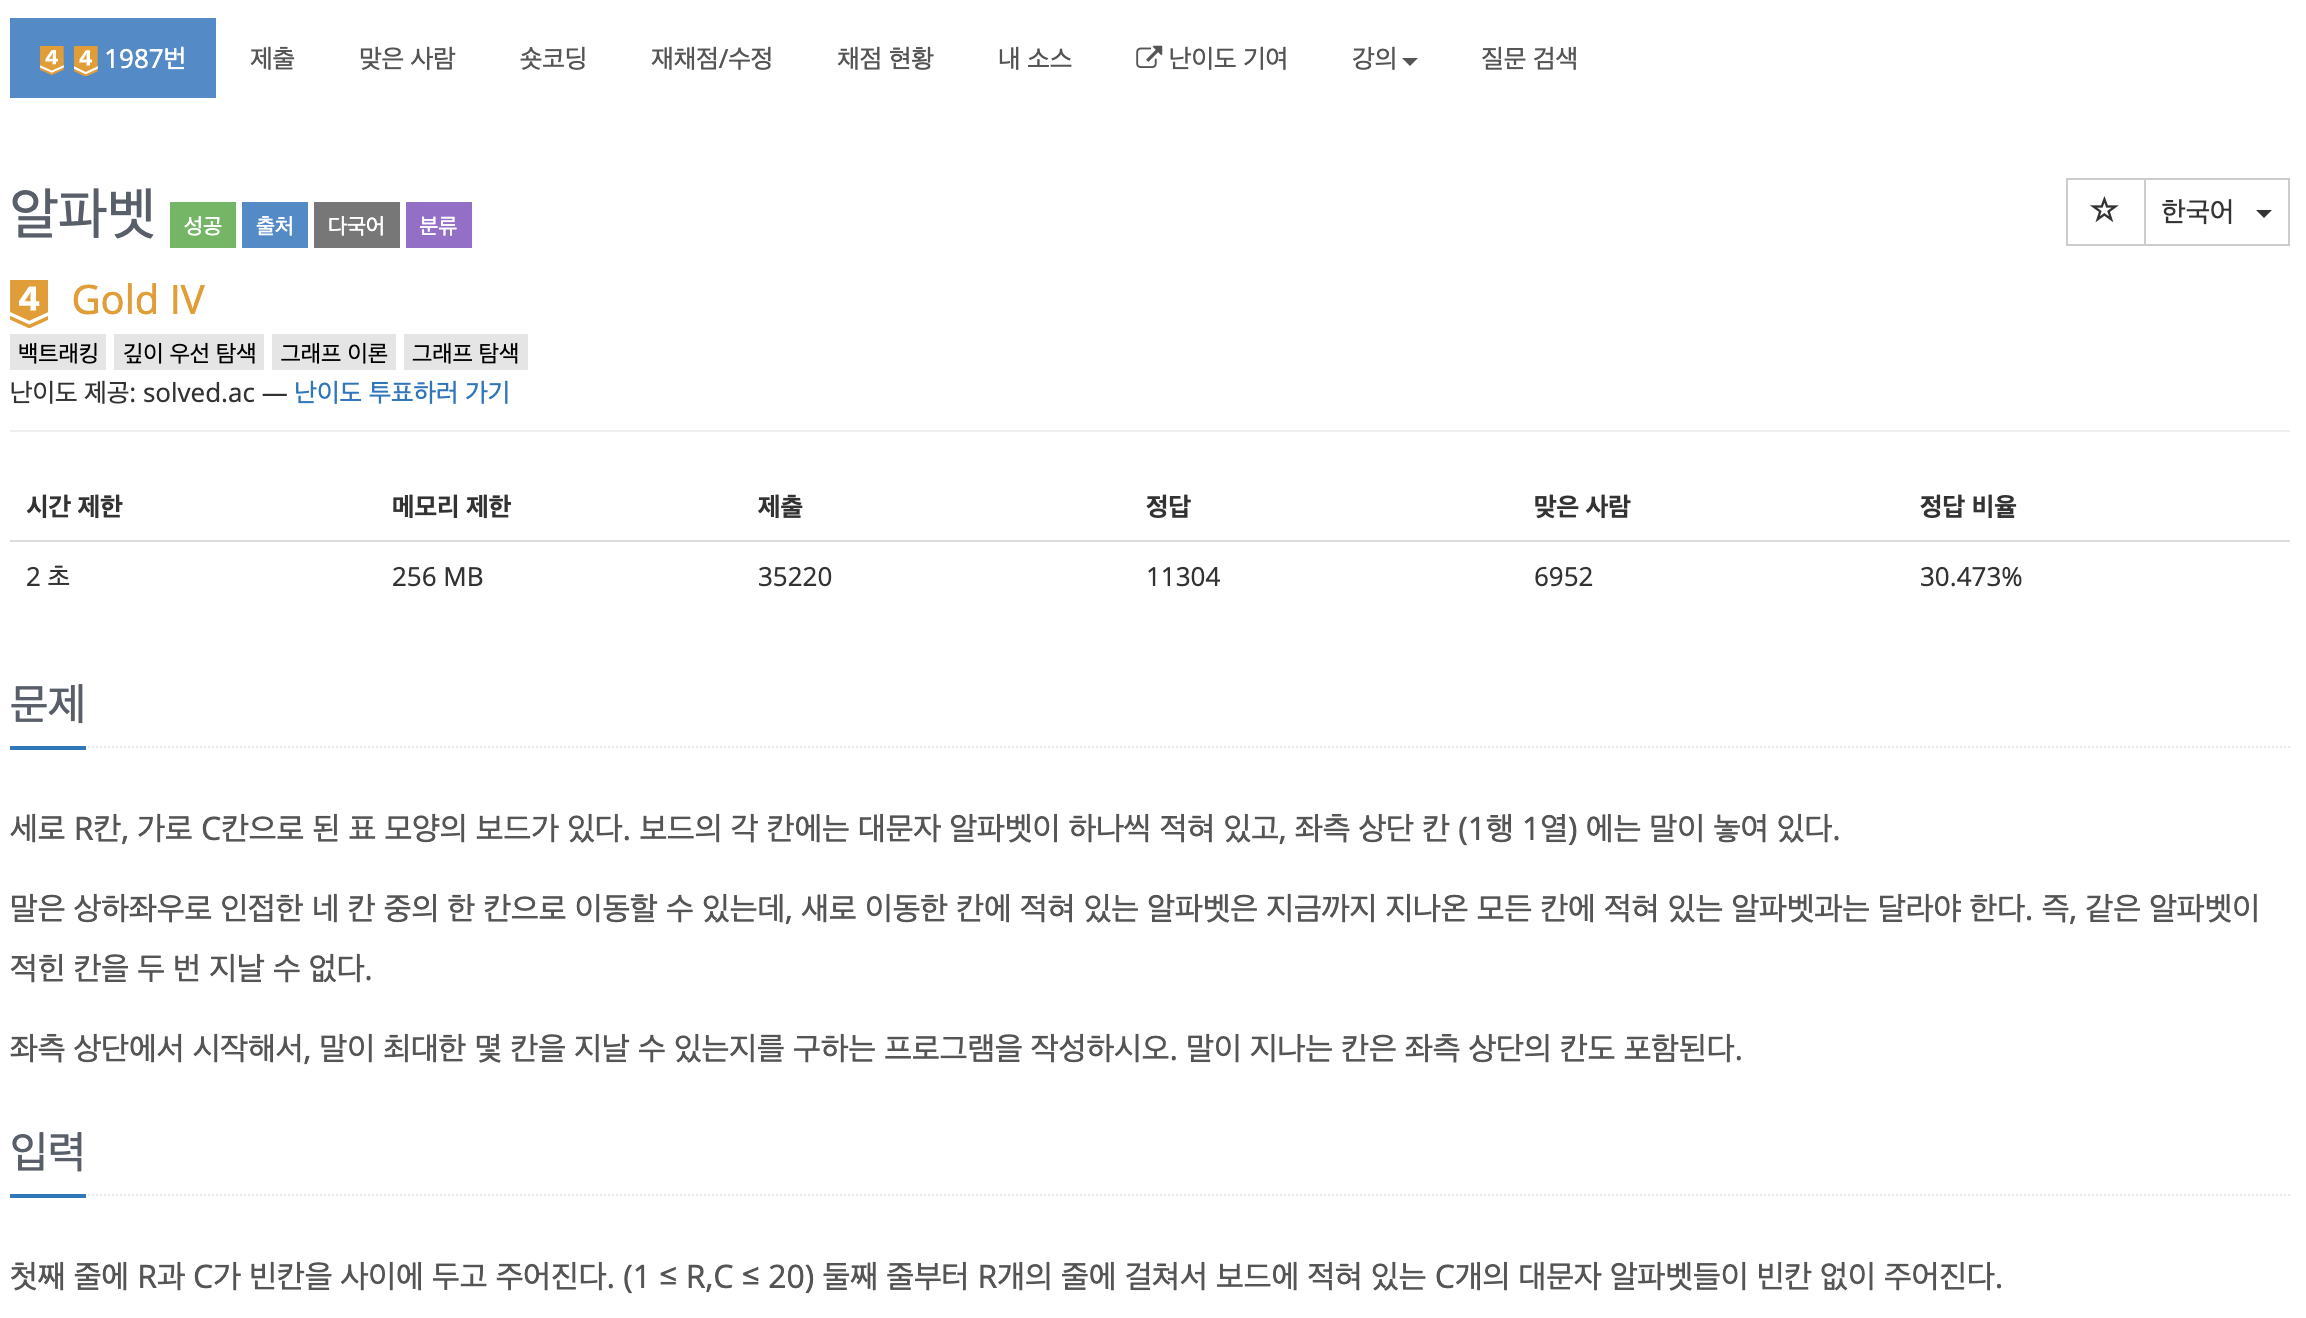 4 4 1987번 제출 맞은 사람 숏코딩 재채점/수정 채점 현황 내 소스 난이도 기여 강의 질문 검색
알파벳 성공 출처 다국어 분류 ☆ 한국어
4 Gold IV
백트래킹 깊이 우선 탐색 그래프 이론 그래프 탐색
난이도 제공: solved.ac — 난이도 투표하러 가기
시간 제한 메모리 제한 제출 정답 맞은 사람 정답 비율
2 초 256 MB 35220 11304 6952 30.473%
문제
세로 R칸, 가로 C칸으로 된 표 모양의 보드가 있다. 보드의 각 칸에는 대문자 알파벳이 하나씩 적혀 있고, 좌측 상단 칸 (1행 1열) 에는 말이 놓여 있다.
말은 상하좌우로 인접한 네 칸 중의 한 칸으로 이동할 수 있는데, 새로 이동한 칸에 적혀 있는 알파벳은 지금까지 지나온 모든 칸에 적혀 있는 알파벳과는 달라야 한다. 즉, 같은 알파벳이
적힌 칸을 두 번 지날 수 없다.
좌측 상단에서 시작해서, 말이 최대한 몇 칸을 지날 수 있는지를 구하는 프로그램을 작성하시오. 말이 지나는 칸은 좌측 상단의 칸도 포함된다.
입력
첫째 줄에 R과 C가 빈칸을 사이에 두고 주어진다. (1 ≤ R,C ≤ 20) 둘째 줄부터 R개의 줄에 걸쳐서 보드에 적혀 있는 C개의 대문자 알파벳들이 빈칸 없이 주어진다.